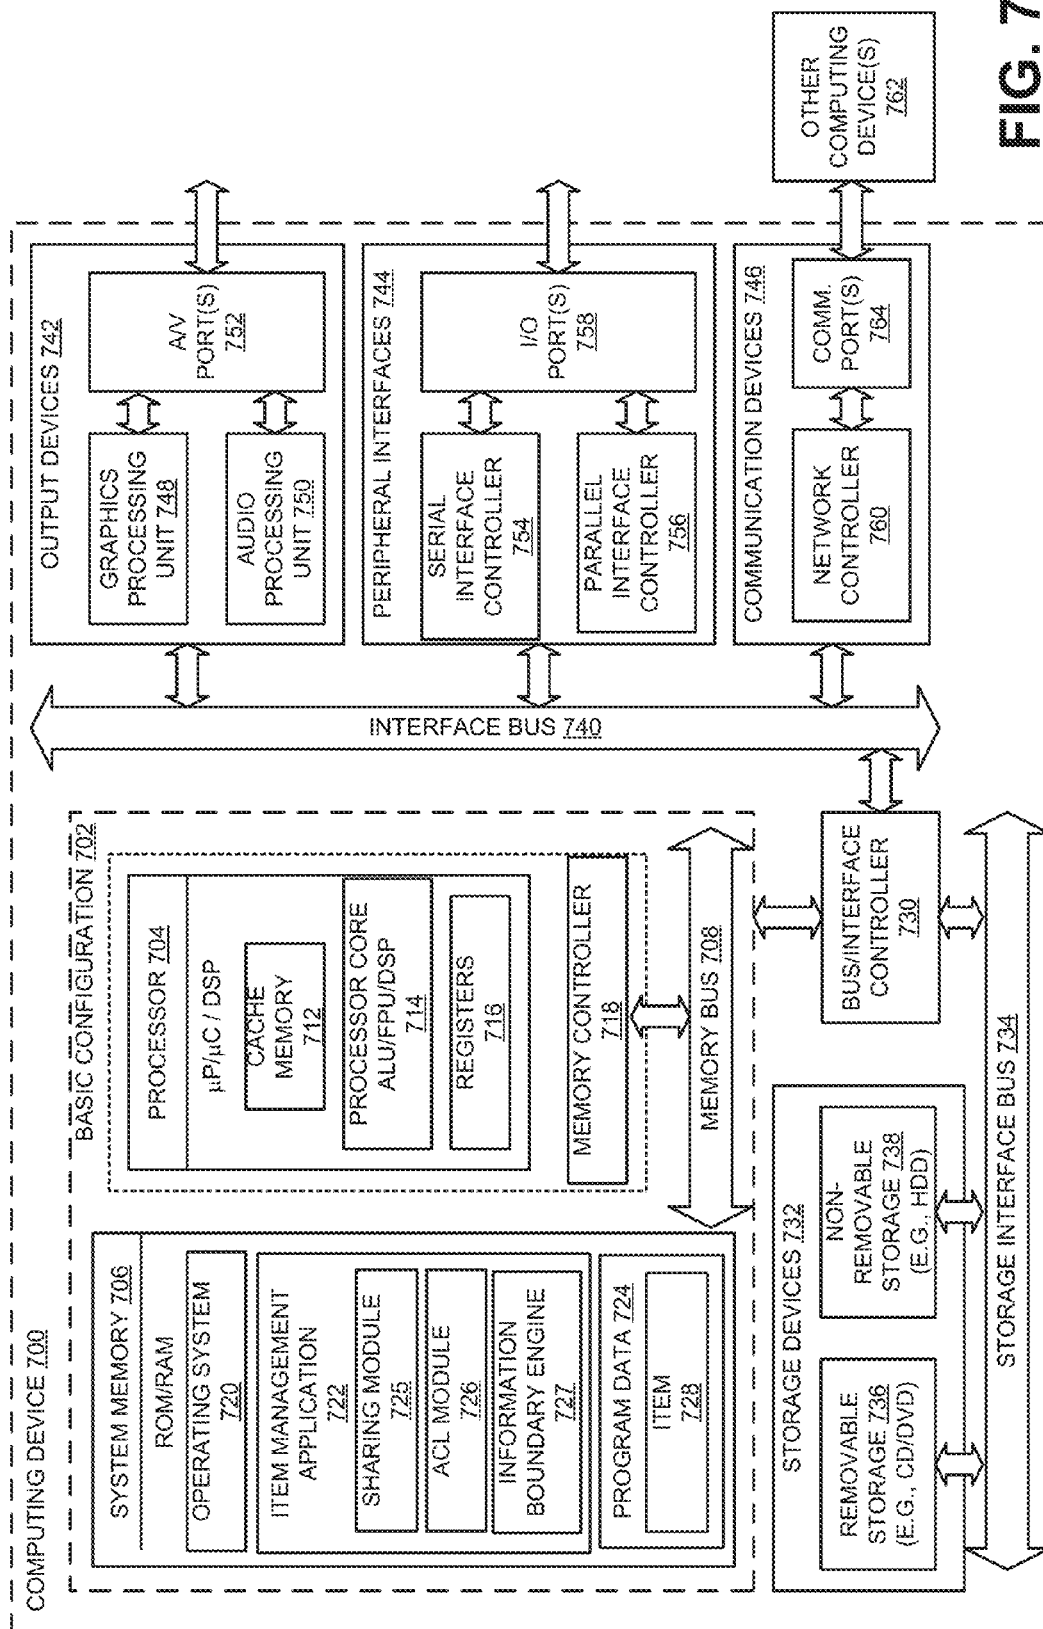 COMPUTING DEVICE 700
BASIC CONFIGURATION 702
SYSTEM MEMORY 706
ROM/RAM
OPERATING SYSTEM
720
ITEM MANAGEMENT
APPLICATION
722
SHARING MODULE
725
ACL MODULE
726
INFORMATION
BOUNDARY ENGINE
727
PROGRAM DATA 724
ITEM
728
PROCESSOR 704
µP/µC / DSP
CACHE
MEMORY
712
PROCESSOR CORE
ALU/FPU/DSP
714
REGISTERS
716
MEMORY CONTROLLER
718
MEMORY BUS 708
BUS/INTERFACE
CONTROLLER
730
STORAGE DEVICES 732
REMOVABLE
STORAGE 736
(E.G., CD/DVD)
NON-
REMOVABLE
STORAGE 738
(E.G., HDD)
STORAGE INTERFACE BUS 734
INTERFACE BUS 740
OUTPUT DEVICES 742
GRAPHICS
PROCESSING
UNIT 748
AUDIO
PROCESSING
UNIT 750
A/V
PORT(S)
752
PERIPHERAL INTERFACES 744
SERIAL
INTERFACE
CONTROLLER
754
PARALLEL
INTERFACE
CONTROLLER
756
I/O
PORT(S)
758
COMMUNICATION DEVICES 746
NETWORK
CONTROLLER
760
COMM.
PORT(S)
764
OTHER
COMPUTING
DEVICE(S)
762
FIG. 7